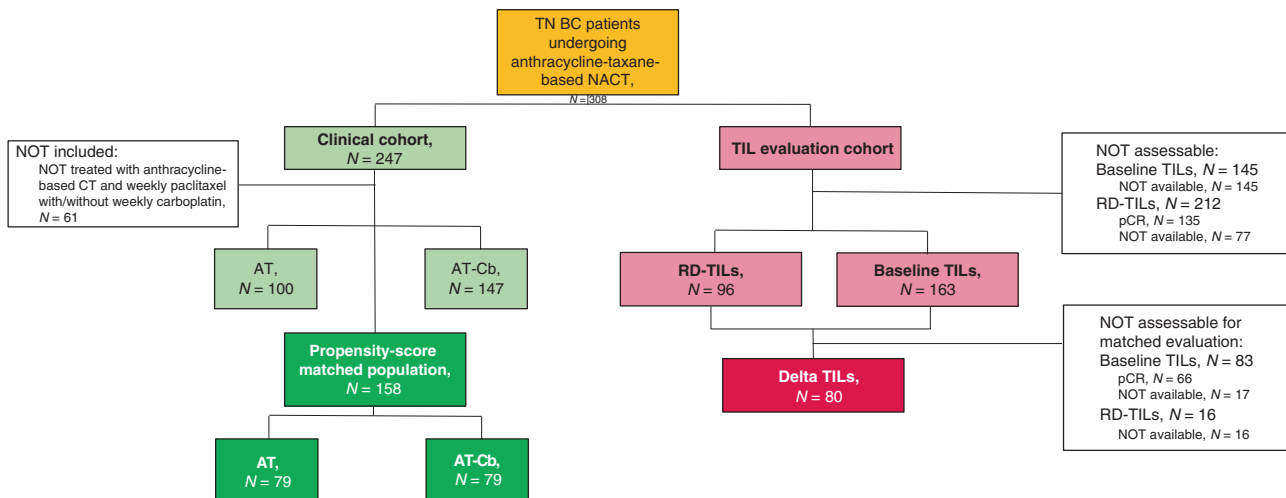 TN BC patients
undergoing
anthracycline-taxane-
based NACT,
N = 308
Clinical cohort,
N = 247
TIL evaluation cohort
NOT included:
NOT treated with anthracycline-
based CT and weekly paclitaxel
with/without weekly carboplatin,
N = 61
NOT assessable:
Baseline TILs, N = 145
NOT available, N = 145
RD-TILs, N = 212
pCR, N = 135
NOT available, N = 77
AT,
N = 100
AT-Cb,
N = 147
RD-TILs,
N = 96
Baseline TILs,
N = 163
Propensity-score
matched population,
N = 158
Delta TILs,
N = 80
NOT assessable for
matched evaluation:
Baseline TILs, N = 83
pCR, N = 66
NOT available, N = 17
RD-TILs, N = 16
NOT available, N = 16
AT,
N = 79
AT-Cb,
N = 79